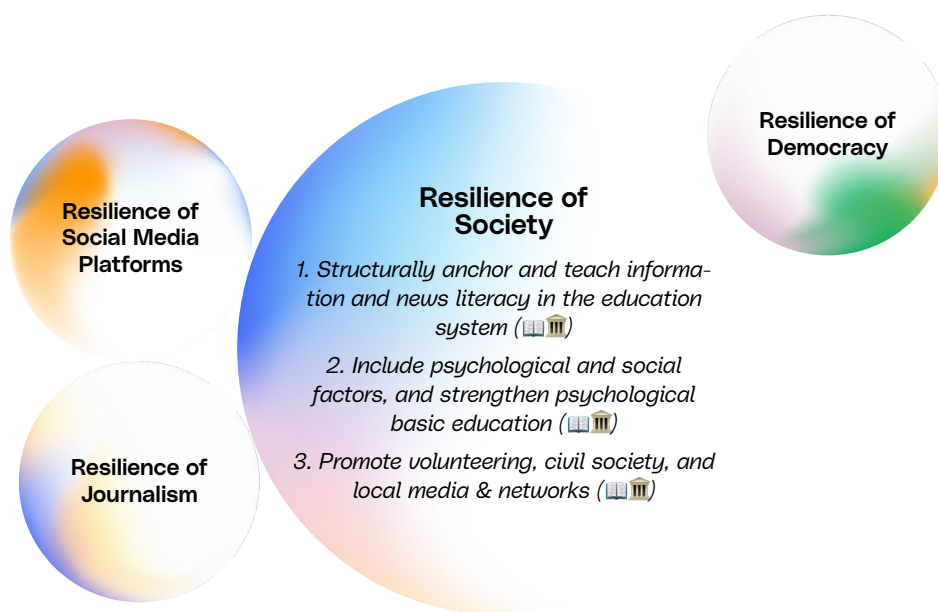 Resilience of
Democracy
Resilience of
Society
Resilience of
Social Media
Platforms
1. Structurally anchor and teach informa-
tion and news literacy in the education
system (📖🏛️)
2. Include psychological and social
factors, and strengthen psychological
basic education (📖🏛️)
3. Promote volunteering, civil society, and
local media & networks (📖🏛️)
Resilience of
Journalism